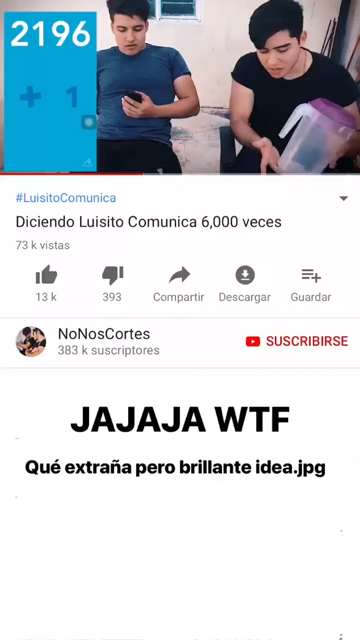 2196
+ 1
#LuisitoComunica
Diciendo Luisito Comunica 6,000 veces
73 k vistas
13 k
393
Compartir
Descargar
Guardar
NoNosCortes
383 k suscriptores
SUSCRIBIRSE
JAJAJA WTF
Qué extraña pero brillante idea.jpg